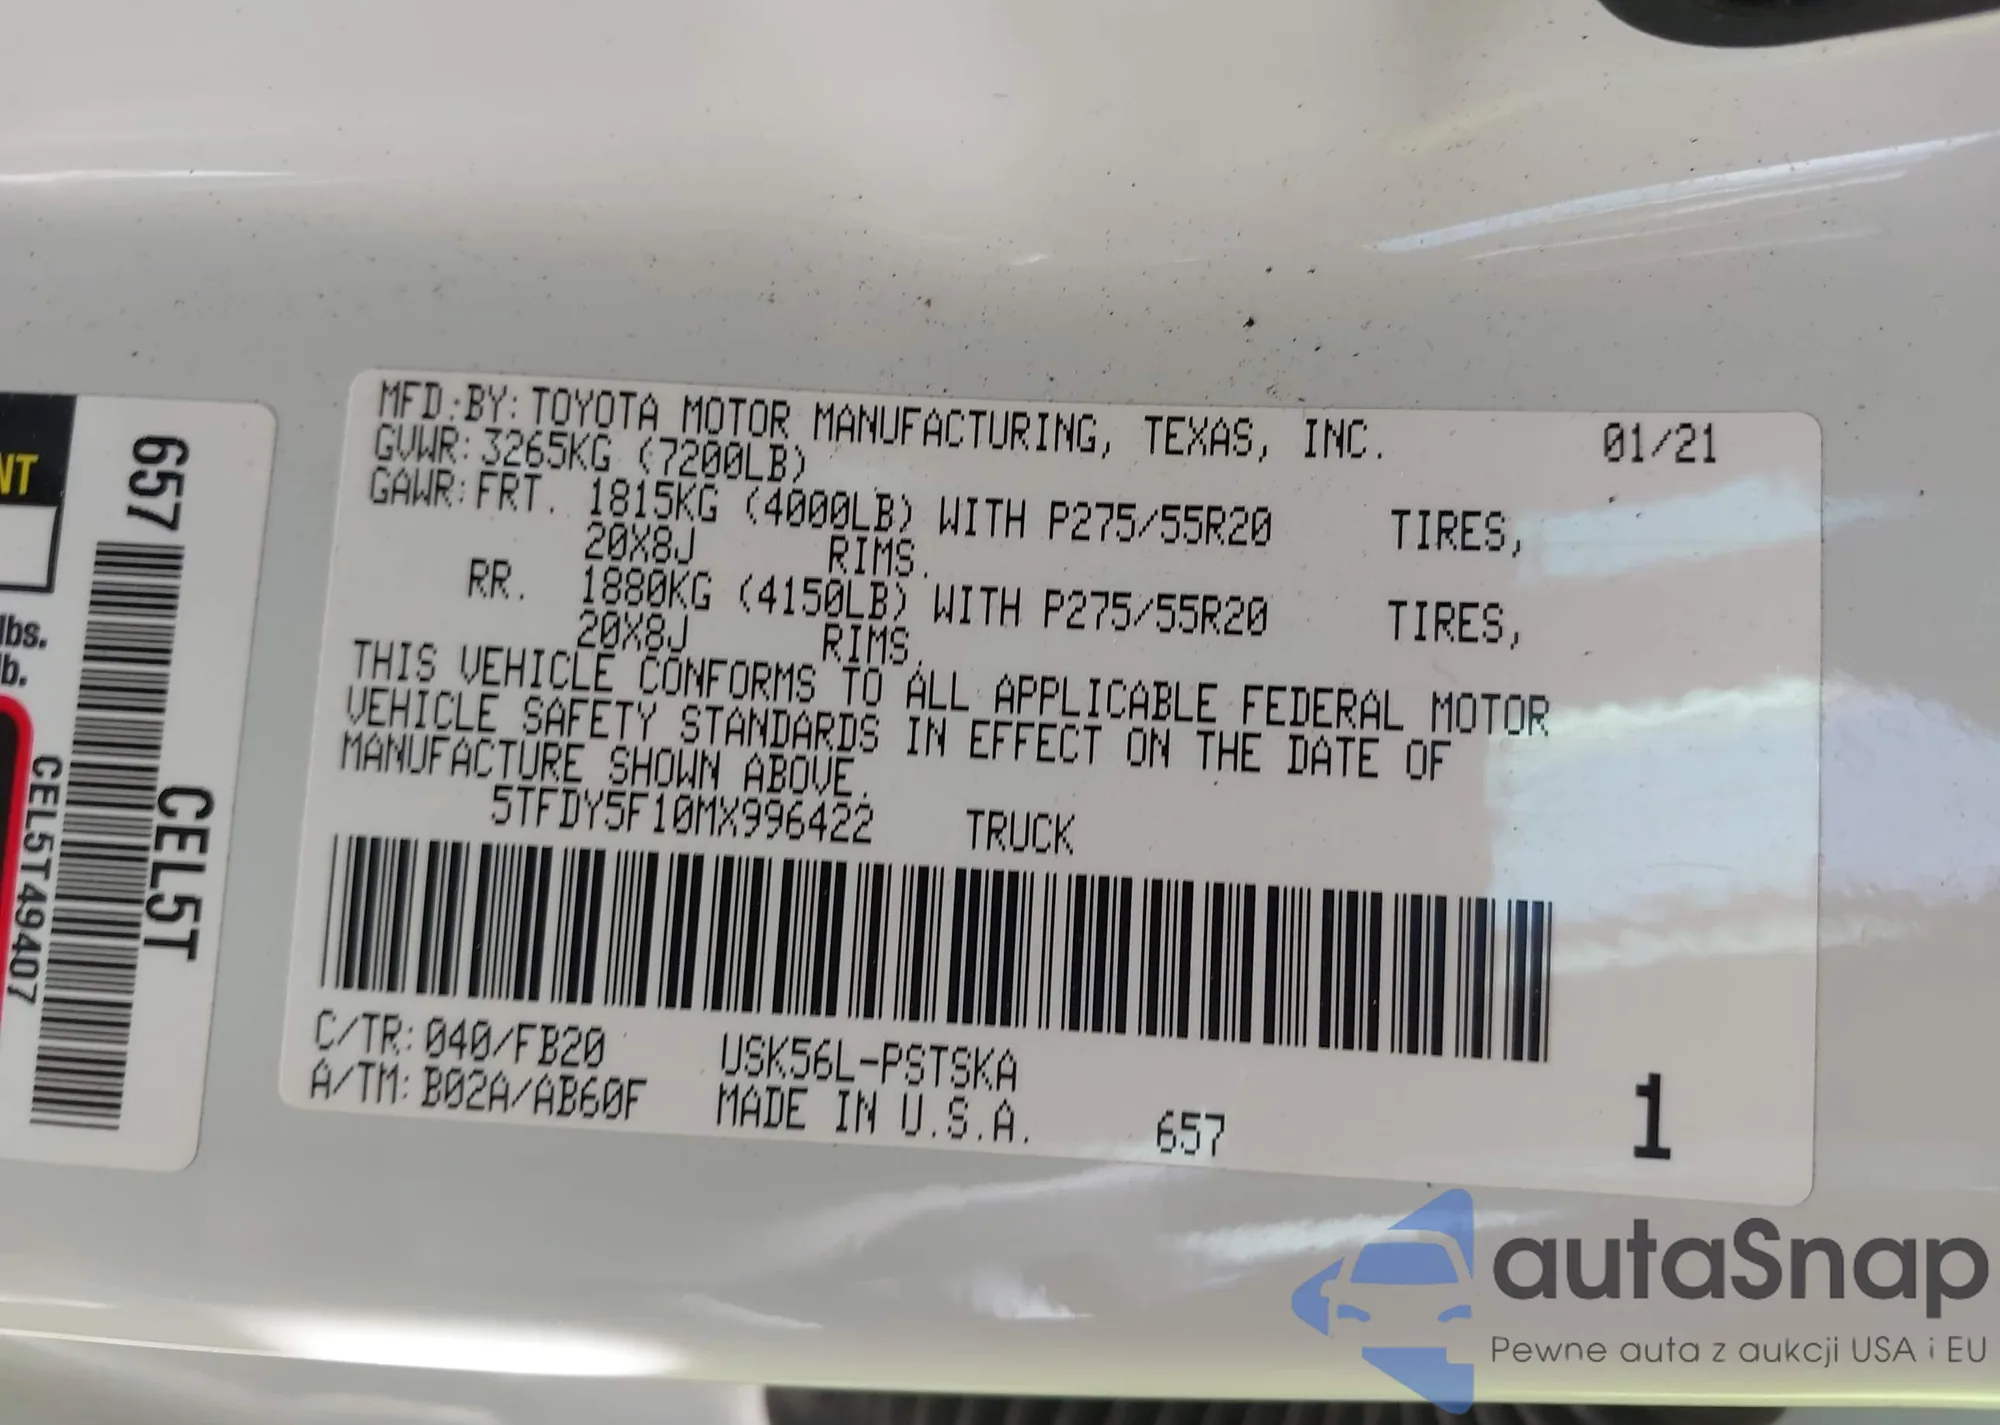 MFD.BY: TOYOTA MOTOR MANUFACTURING, TEXAS, INC. 01/21
GVWR: 3265KG (7200LB)
GAWR: FRT. 1815KG (4000LB) WITH P275/55R20 TIRES,
20X8J RIMS.
RR. 1880KG (4150LB) WITH P275/55R20 TIRES,
20X8J RIMS.
THIS VEHICLE CONFORMS TO ALL APPLICABLE FEDERAL MOTOR
VEHICLE SAFETY STANDARDS IN EFFECT ON THE DATE OF
MANUFACTURE SHOWN ABOVE.
5TFDY5F10MX996422 TRUCK
C/TR: 040/FB20 USK56L-PSTSKA
A/TM: B02A/AB60F MADE IN U.S.A. 657 1
NT
lbs.
lb.
657
CEL5T
CEL5T49407
autaSnap
Pewne auta z aukcji USA i EU